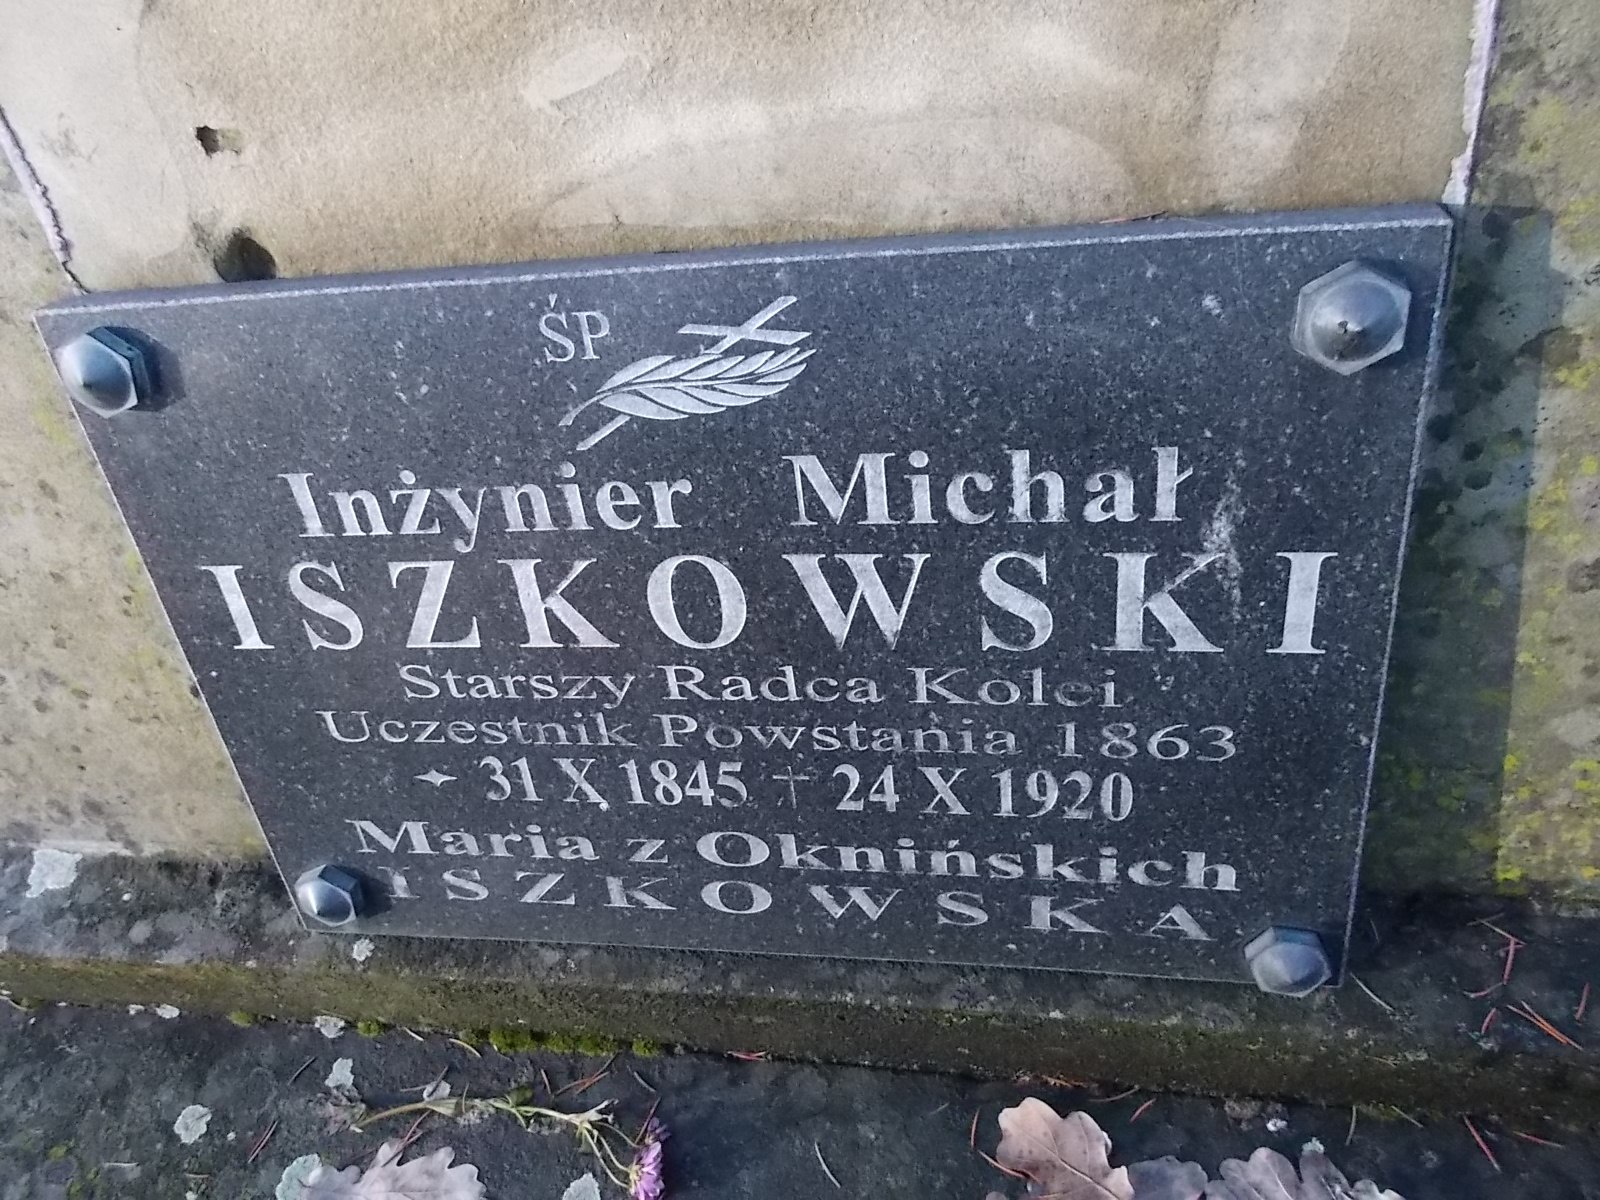 ŚP
Inżynier Michał
ISZKOWSKI
Starszy Radca Kolei
Uczestnik Powstania 1863
31 X 1845 † 24 X 1920
Maria z Oknińskich
ISZKOWSKA